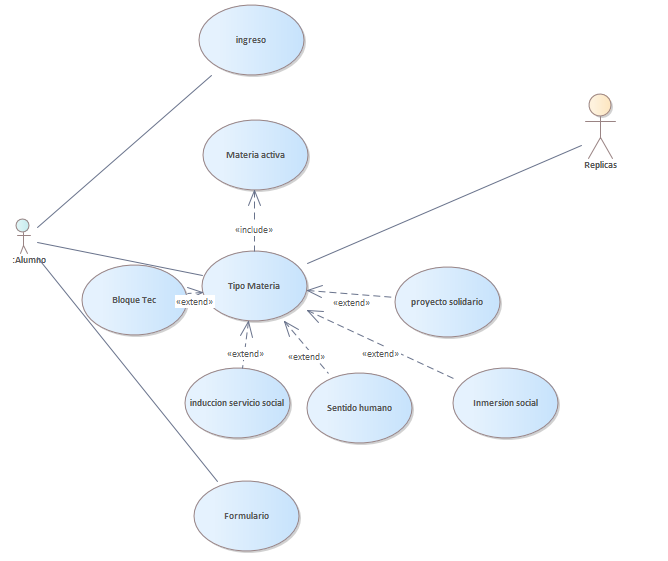 ingreso
Materia activa
Replicas
«include»
:Alumno
Tipo Materia
Bloque Tec
«extend»
«extend»
proyecto solidario
«extend»
«extend»
«extend»
induccion servicio social
Sentido humano
Inmersion social
Formulario